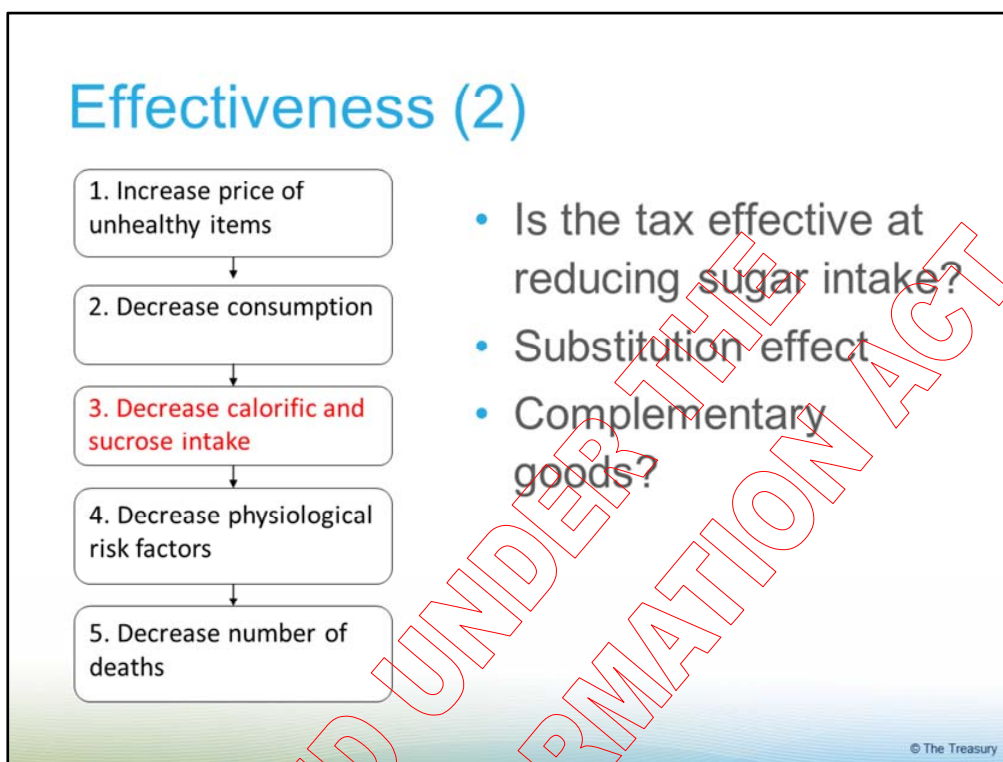 Effectiveness (2)
1. Increase price of
unhealthy items
2. Decrease consumption
3. Decrease calorific and
sucrose intake
4. Decrease physiological
risk factors
5. Decrease number of
deaths
• Is the tax effective at
reducing sugar intake?
• Substitution effect
• Complementary
goods?
UNDER THE
ACT
© The Treasury